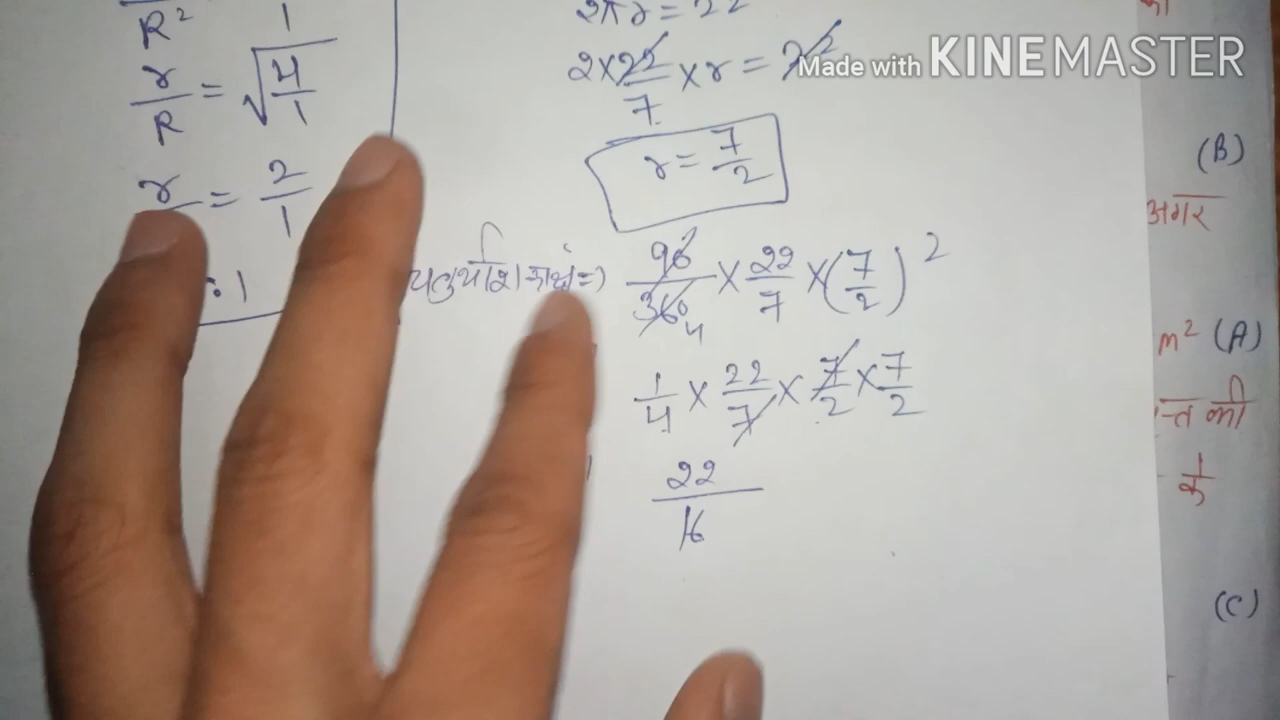 R²
r/R = √4/1
r/R = 2/1
: 1
2πr = 22
2 × 22/7 × r = 22
r = 7/2
90/360 4 × 22/7 × (7/2)²
1/4 × 22/7 × 7/2 × 7/2
22/16
Made with KINEMASTER
(B)
अगर
m² (A)
की
(C)